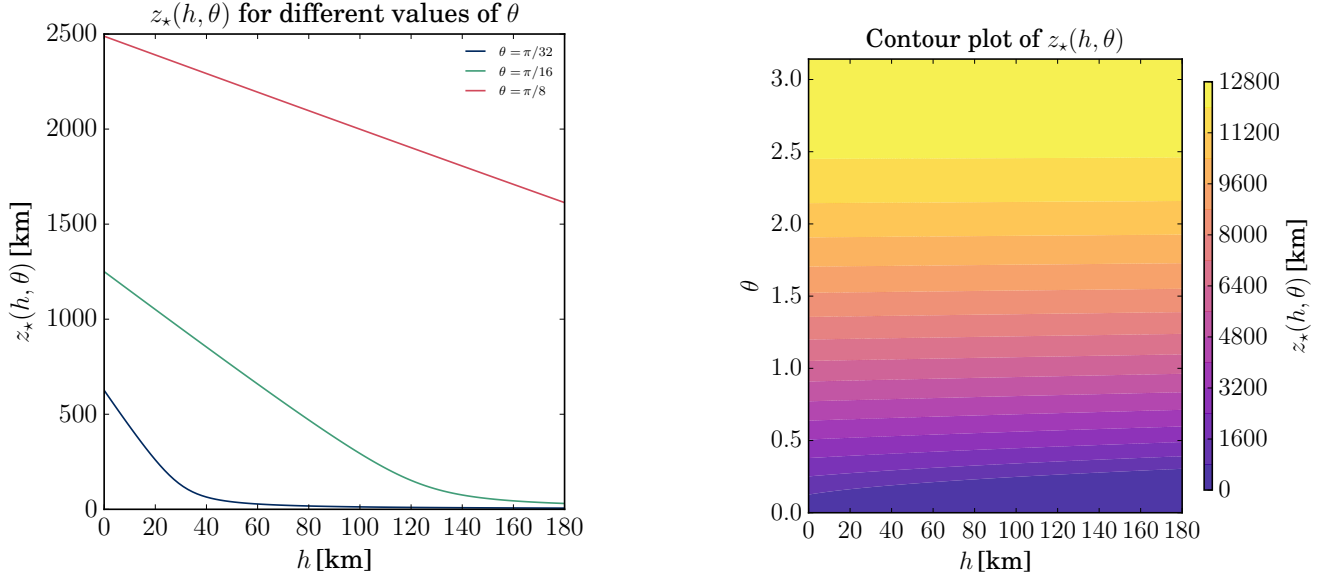 z⋆(h, θ) for different values of θ
2500
2000
1500
1000
500
0
z⋆(h, θ) [km]
θ = π/32
θ = π/16
θ = π/8
0 20 40 60 80 100 120 140 160 180
h [km]
Contour plot of z⋆(h, θ)
3.0
2.5
2.0
1.5
1.0
0.5
0.0
θ
0 20 40 60 80 100 120 140 160 180
h [km]
12800
11200
9600
8000
6400
4800
3200
1600
0
z⋆(h, θ) [km]